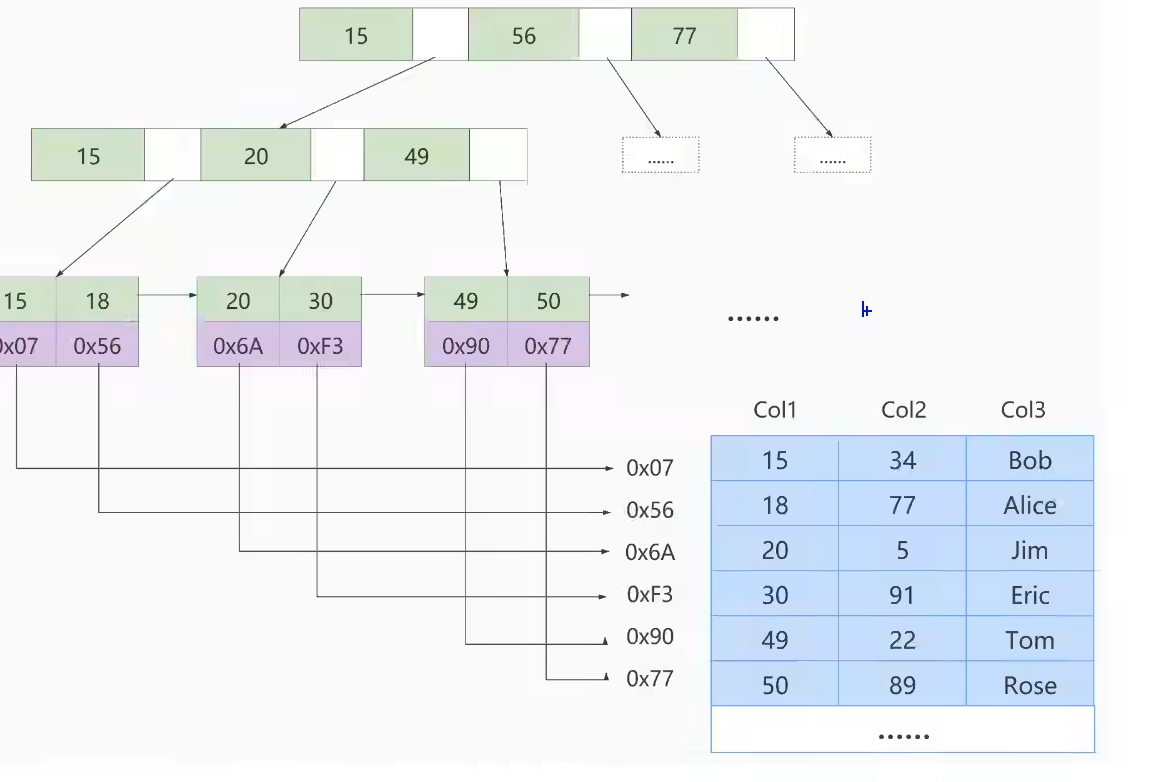 15 56 77
15 20 49
...... ......
15 18 20 30 49 50
......
0x07 0x56 0x6A 0xF3 0x90 0x77
Col1 Col2 Col3
0x07 15 34 Bob
0x56 18 77 Alice
0x6A 20 5 Jim
0xF3 30 91 Eric
0x90 49 22 Tom
0x77 50 89 Rose
......